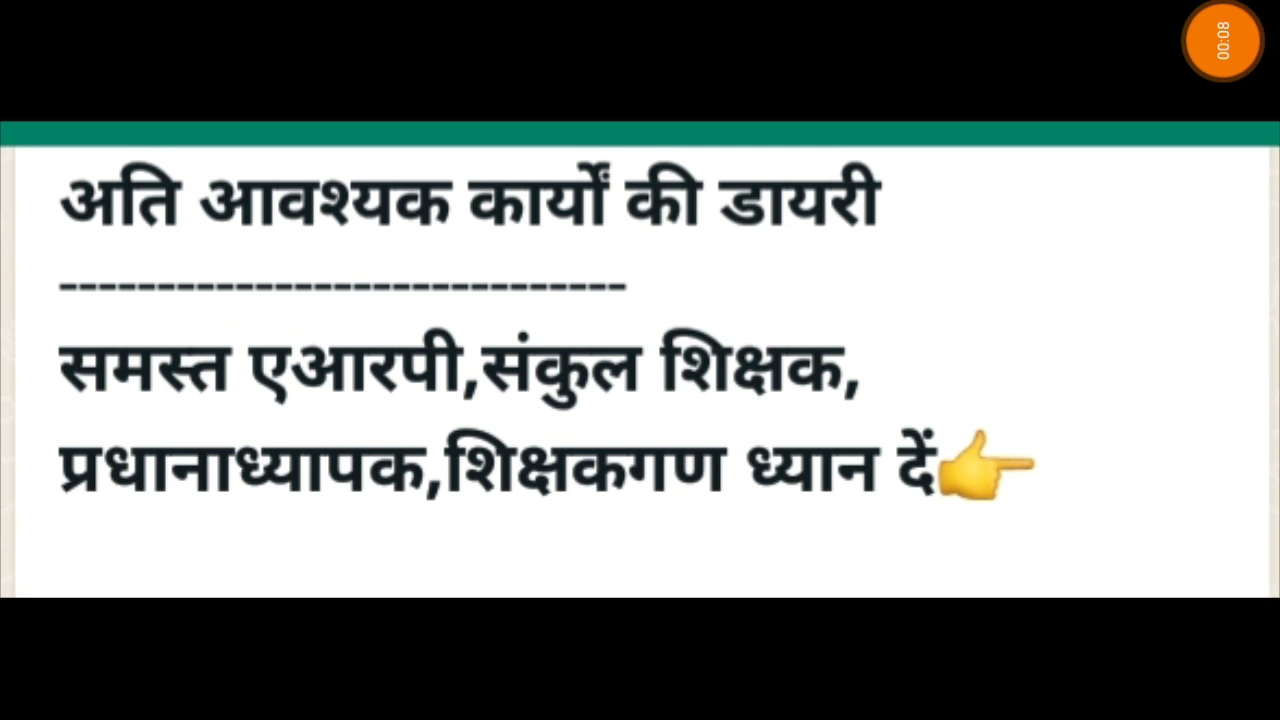 00:08
अति आवश्यक कार्यों की डायरी
-----------------------------
समस्त एआरपी,संकुल शिक्षक,
प्रधानाध्यापक,शिक्षकगण ध्यान दें👉